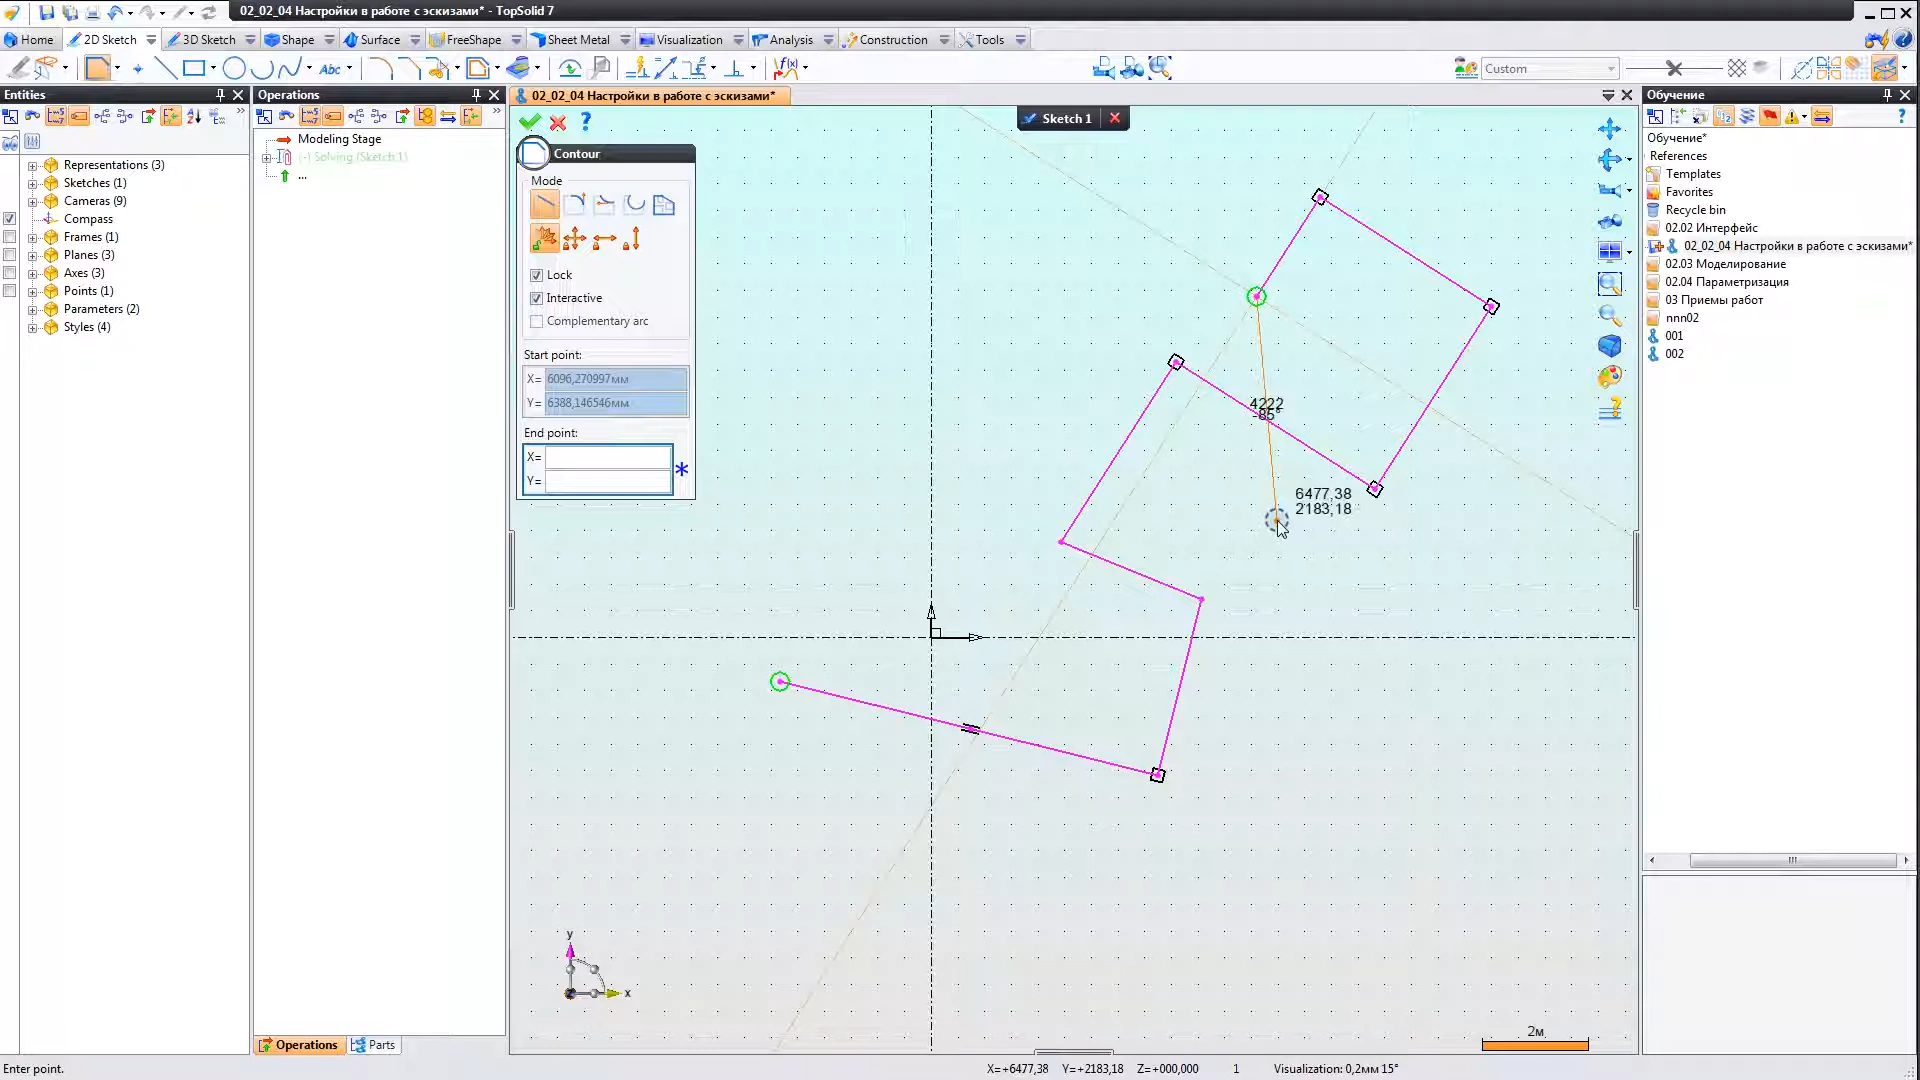 02_02_04 Настройки в работе с эскизами* - TopSolid 7
Home
2D Sketch
3D Sketch
Shape
Surface
FreeShape
Sheet Metal
Visualization
Analysis
Construction
Tools
Abc
f(x)
Custom
Entities
Operations
02_02_04 Настройки в работе с эскизами*
Обучение
Representations (3)
Sketches (1)
Cameras (9)
Compass
Frames (1)
Planes (3)
Axes (3)
Points (1)
Parameters (2)
Styles (4)
Modeling Stage
(-) Solving (Sketch 1)
...
Sketch 1
Contour
Mode
Lock
Interactive
Complementary arc
Start point:
X= 6096,270997мм
Y= 6388,146546мм
End point:
X=
Y=
4222
-85°
6477,38
2183,18
y
x
2м
Обучение*
References
Templates
Favorites
Recycle bin
02.02 Интерфейс
02_02_04 Настройки в работе с эскизами*
02.03 Моделирование
02.04 Параметризация
03 Приемы работ
nnn02
001
002
Operations
Parts
Enter point.
X=+6477,38
Y=+2183,18
Z=+000,000
1
Visualization: 0,2мм 15°